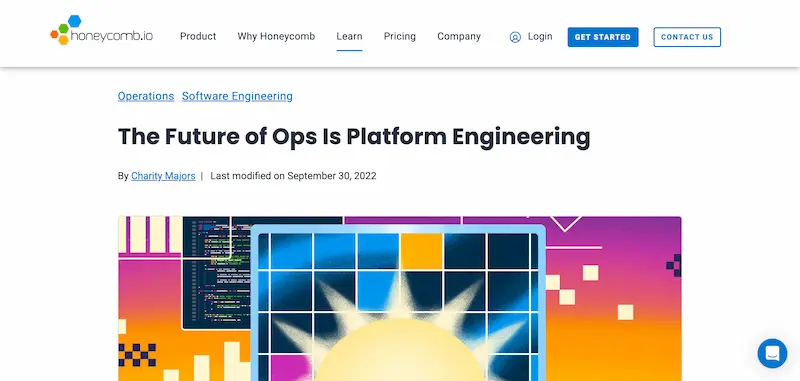 honeycomb.io Product Why Honeycomb Learn Pricing Company Login GET STARTED CONTACT US
Operations Software Engineering
The Future of Ops Is Platform Engineering
By Charity Majors | Last modified on September 30, 2022